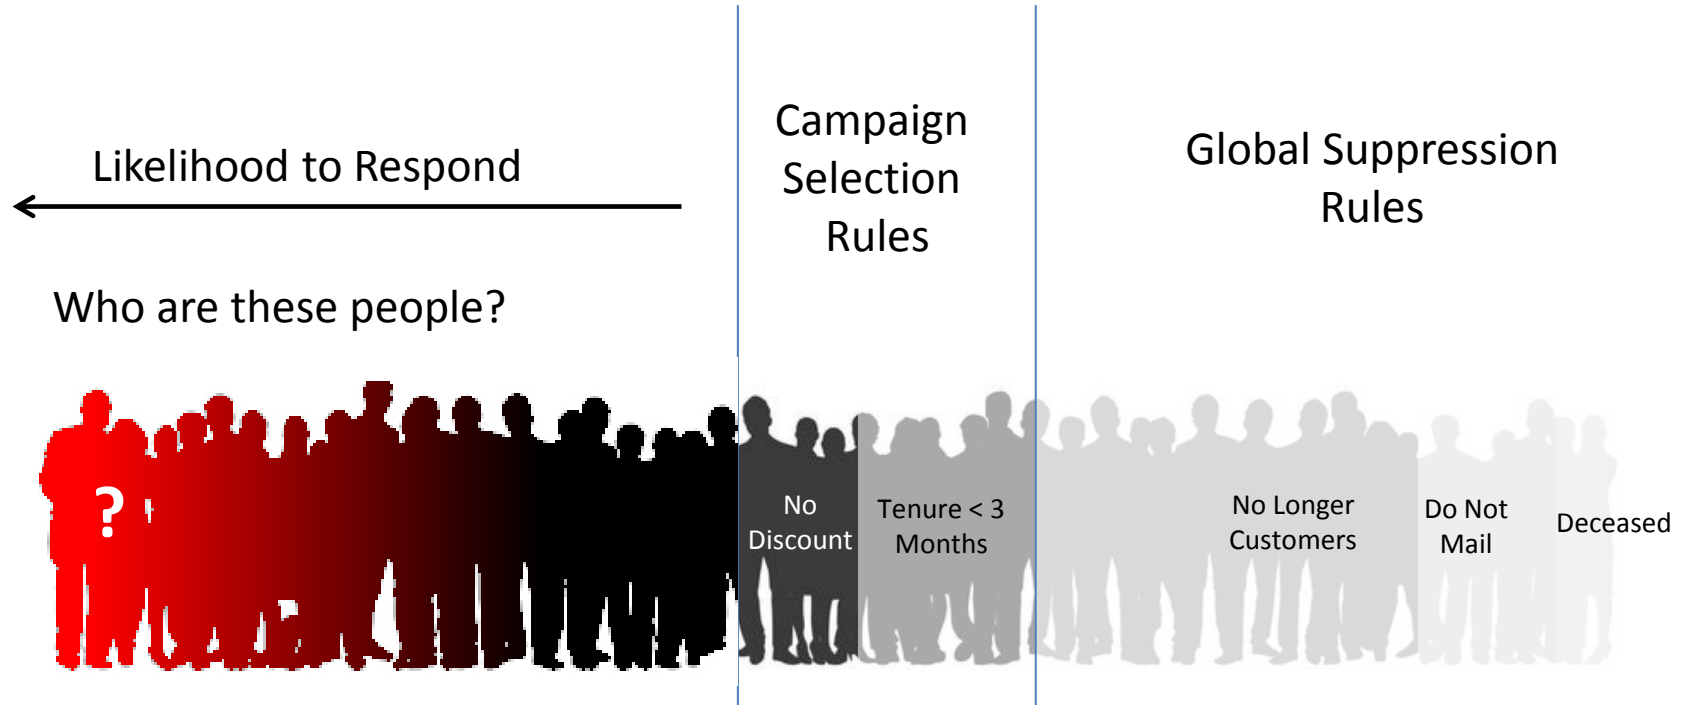 Likelihood to Respond
Who are these people?
?
Campaign
Selection
Rules
Global Suppression
Rules
No
Discount
Tenure < 3
Months
No Longer
Customers
Do Not
Mail
Deceased